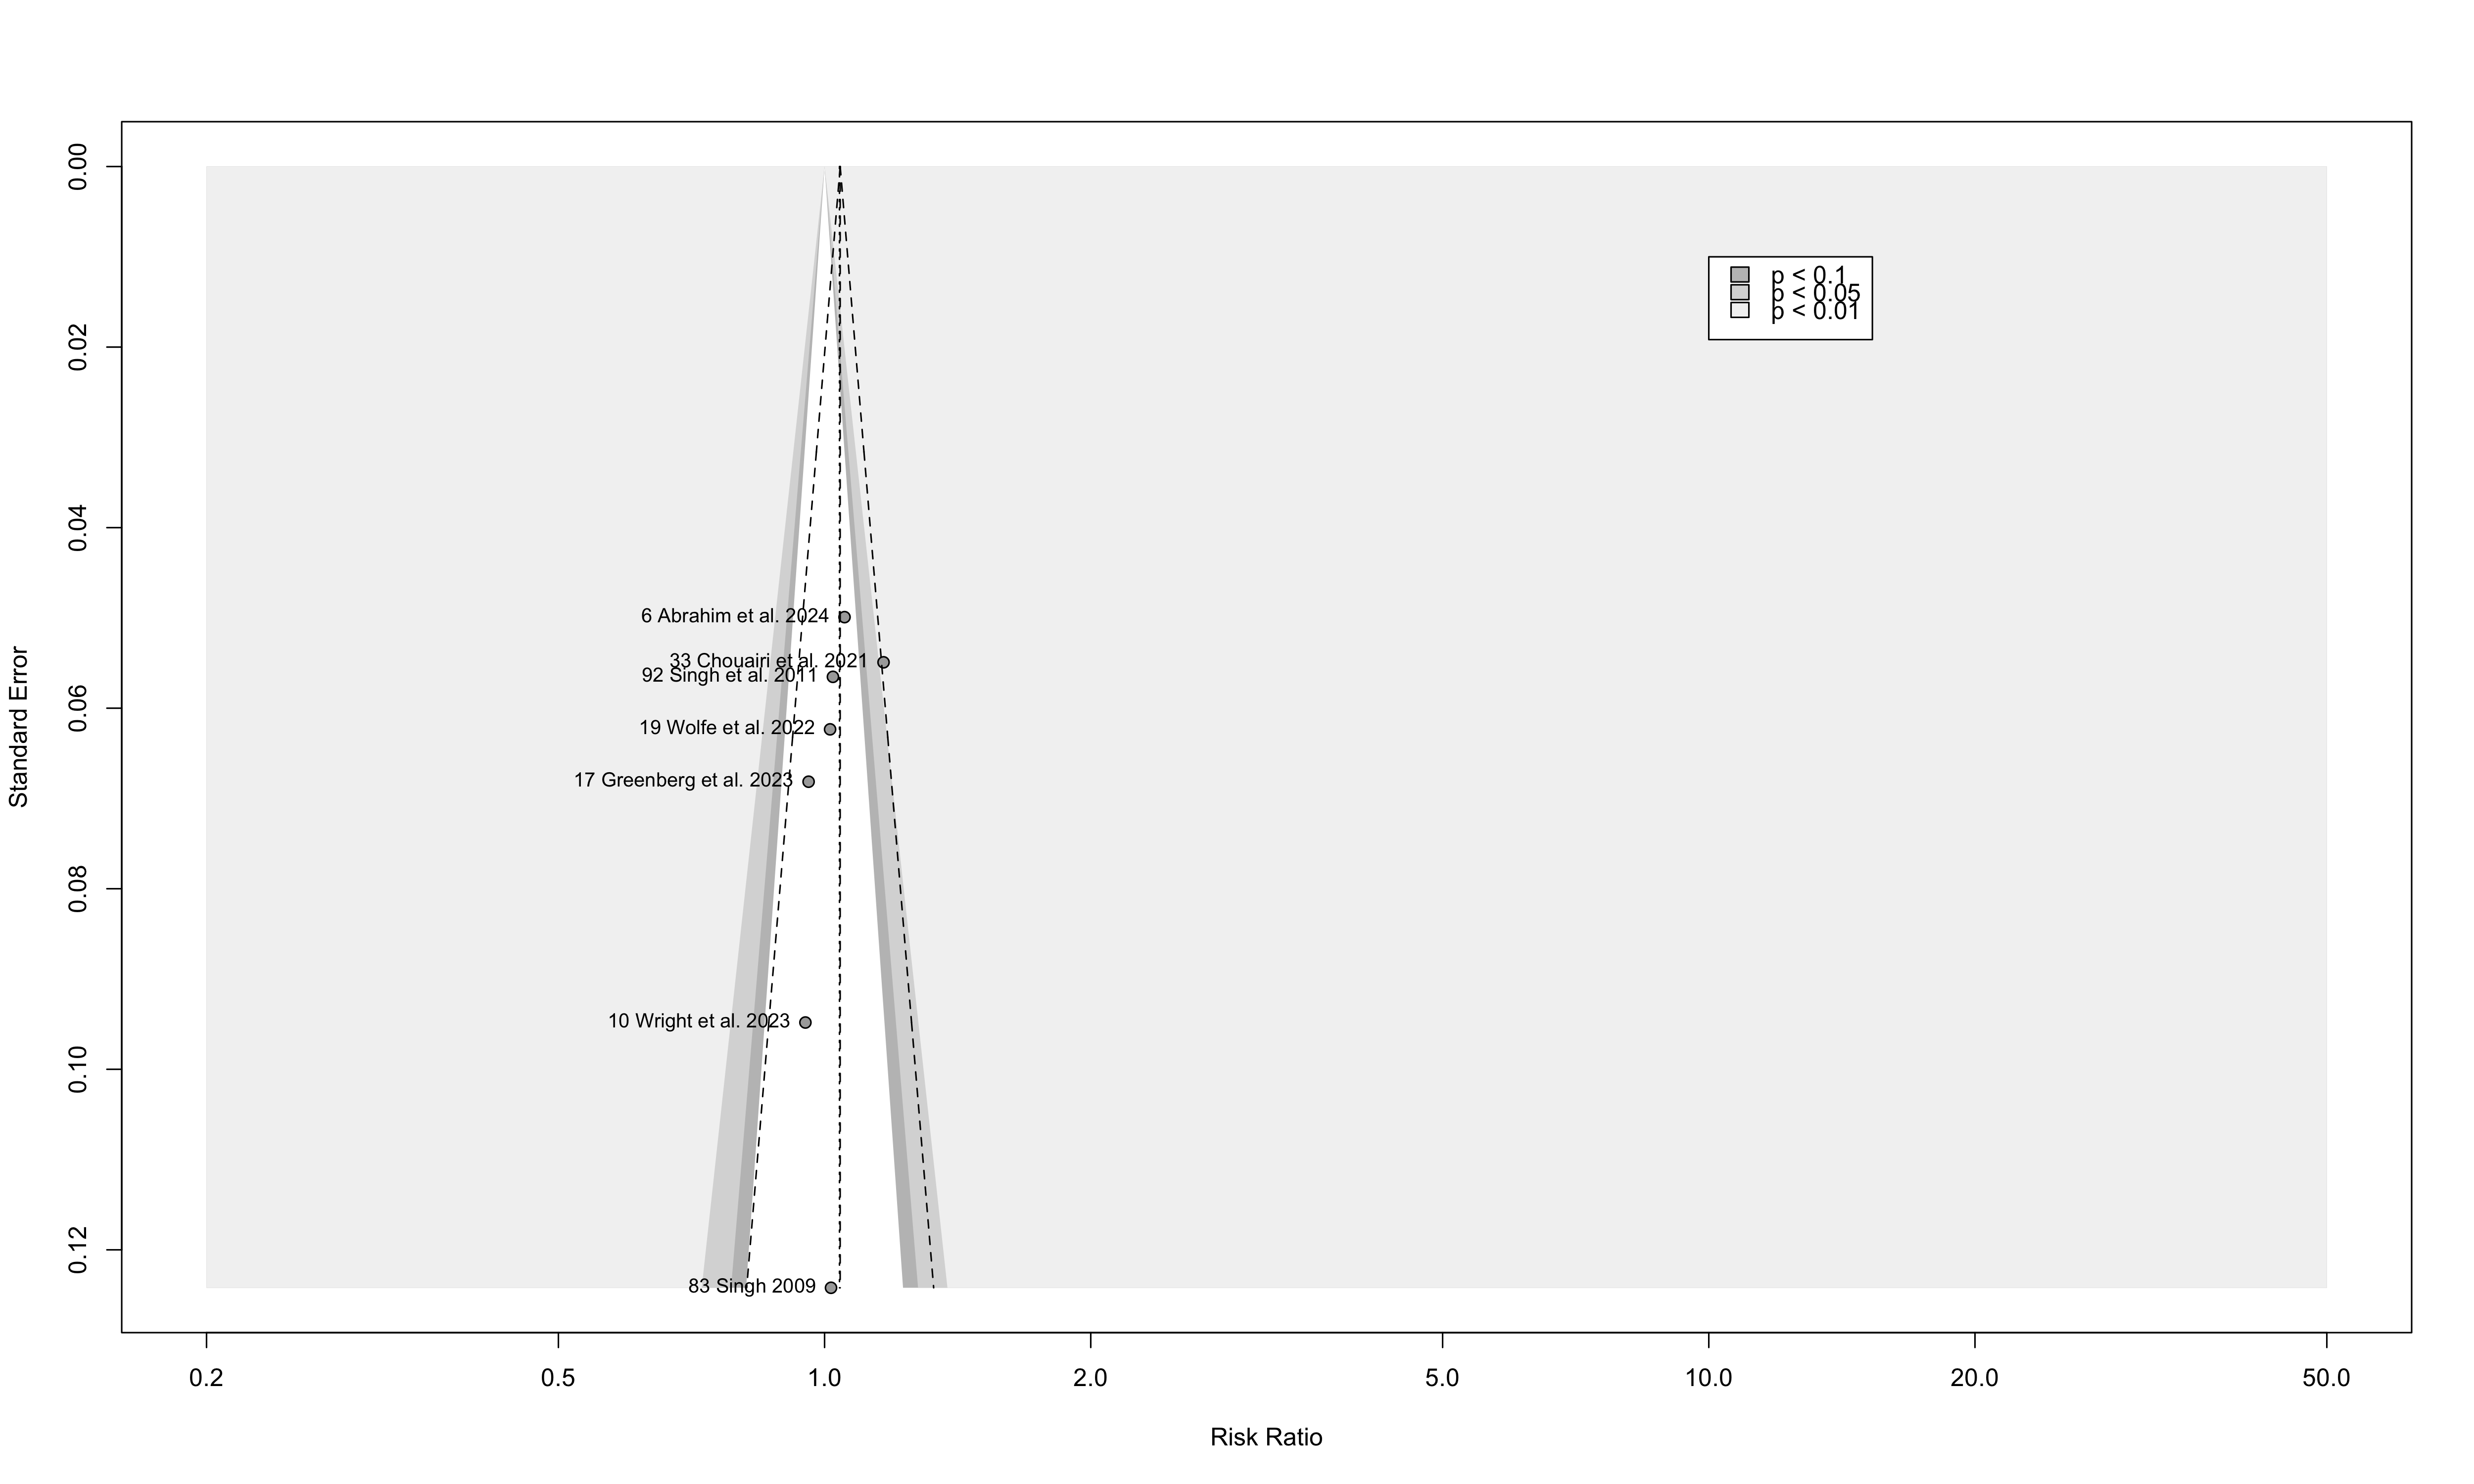 0.00
0.02
0.04
0.06
0.08
0.10
0.12
Standard Error
p < 0.1
p < 0.05
p < 0.01
6 Abrahim et al. 2024
33 Chouairi et al. 2021
92 Singh et al. 2011
19 Wolfe et al. 2022
17 Greenberg et al. 2023
10 Wright et al. 2023
83 Singh 2009
0.2 0.5 1.0 2.0 5.0 10.0 20.0 50.0
Risk Ratio